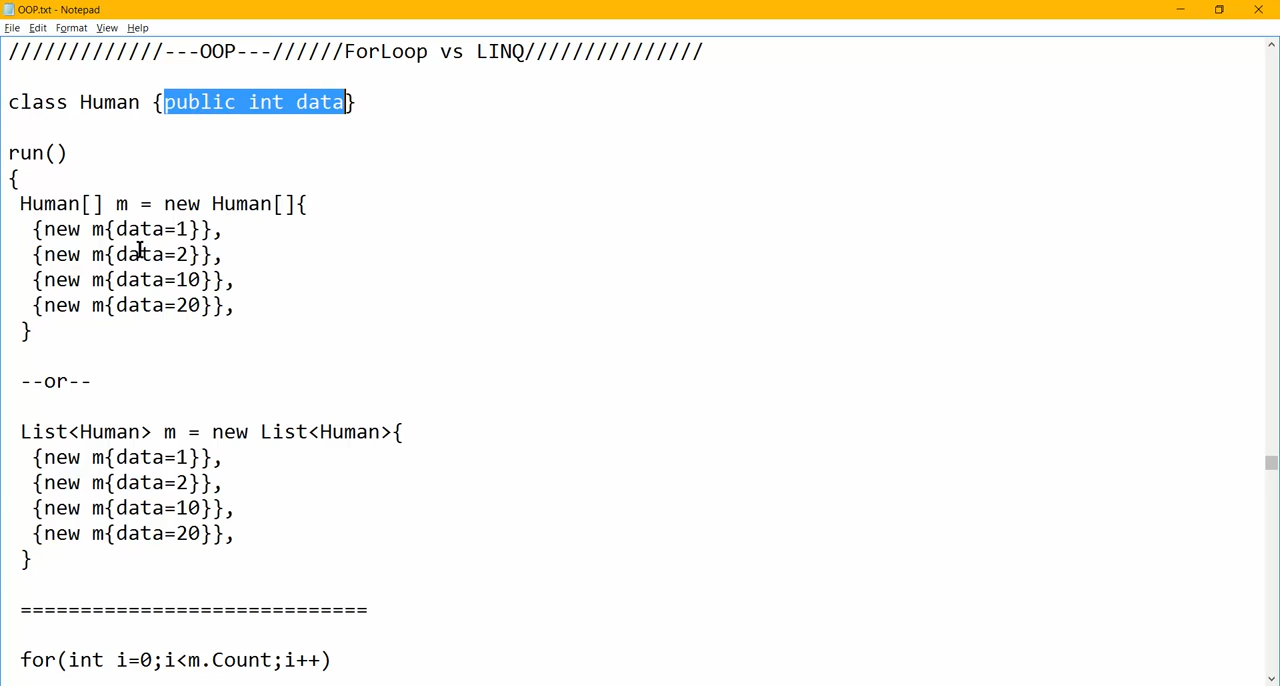 OOP.txt - Notepad
File Edit Format View Help
/////////////---OOP---//////ForLoop vs LINQ///////////////
class Human {public int data}
run()
{
Human[] m = new Human[]{
{new m{data=1}},
{new m{data=2}},
{new m{data=10}},
{new m{data=20}},
}
--or--
List<Human> m = new List<Human>{
{new m{data=1}},
{new m{data=2}},
{new m{data=10}},
{new m{data=20}},
}
=============================
for(int i=0;i<m.Count;i++)